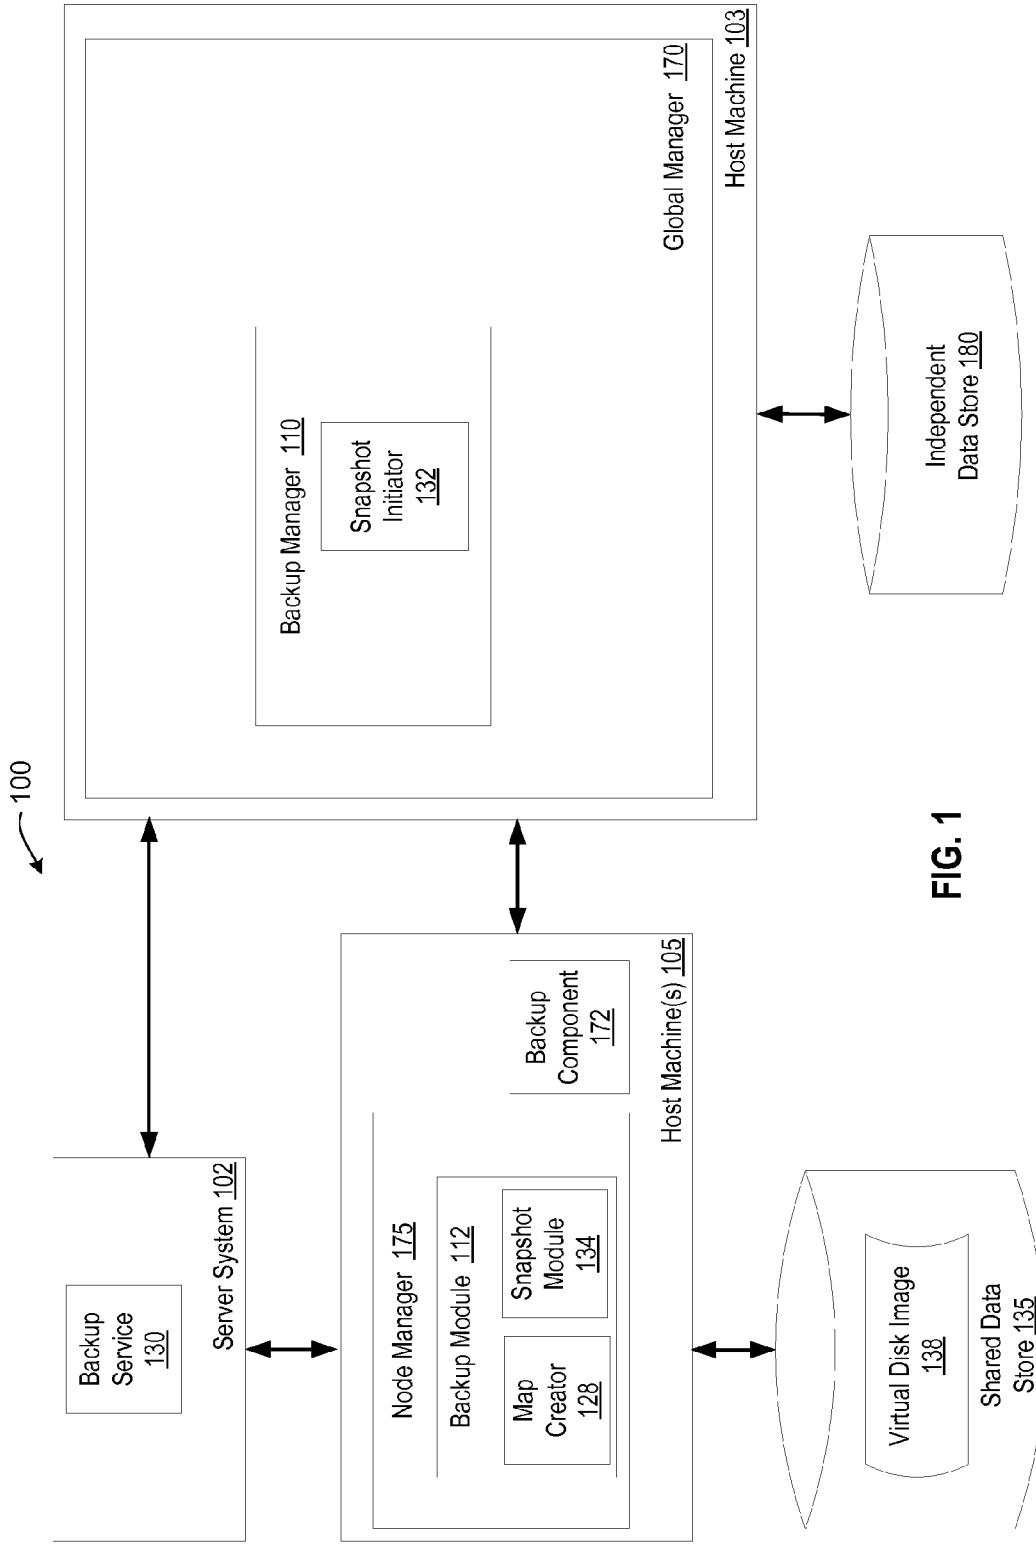 100
Backup
Service
130
Server System 102
Node Manager 175
Backup Module 112
Map
Creator
128
Snapshot
Module
134
Backup
Component
172
Host Machine(s) 105
Virtual Disk Image
138
Shared Data
Store 135
Backup Manager 110
Snapshot
Initiator
132
Global Manager 170
Host Machine 103
Independent
Data Store 180
FIG. 1